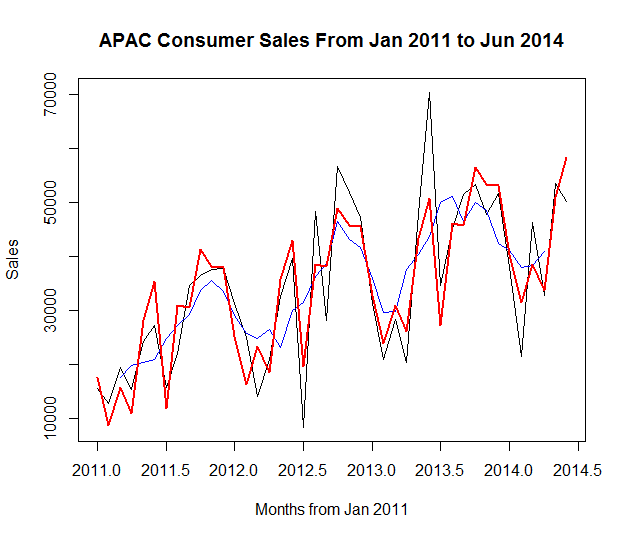 APAC Consumer Sales From Jan 2011 to Jun 2014
70000
50000
30000
10000
Sales
2011.0 2011.5 2012.0 2012.5 2013.0 2013.5 2014.0 2014.5
Months from Jan 2011